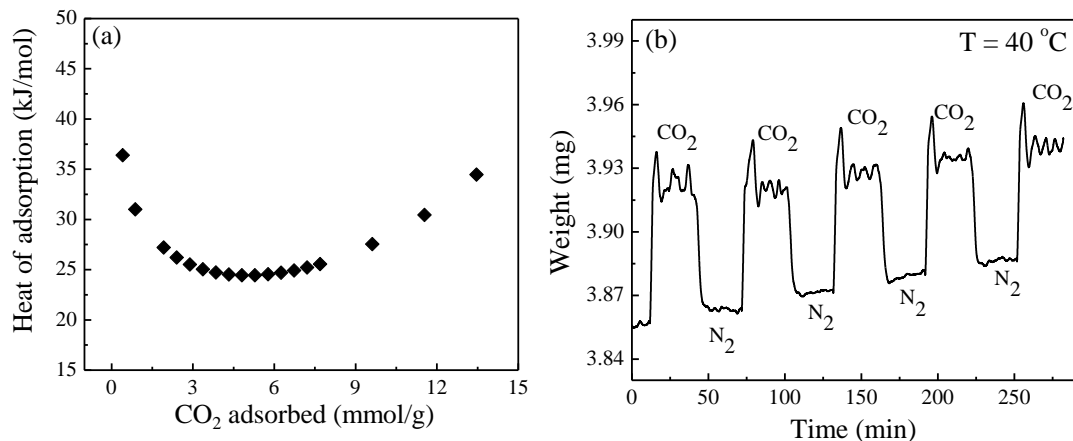 (a)
Heat of adsorption (kJ/mol)
50
45
40
35
30
25
20
15
0
3
6
9
12
15
CO2 adsorbed (mmol/g)
(b)
T = 40 °C
Weight (mg)
3.99
3.96
3.93
3.90
3.87
3.84
CO2
CO2
CO2
CO2
CO2
N2
N2
N2
N2
0
50
100
150
200
250
Time (min)